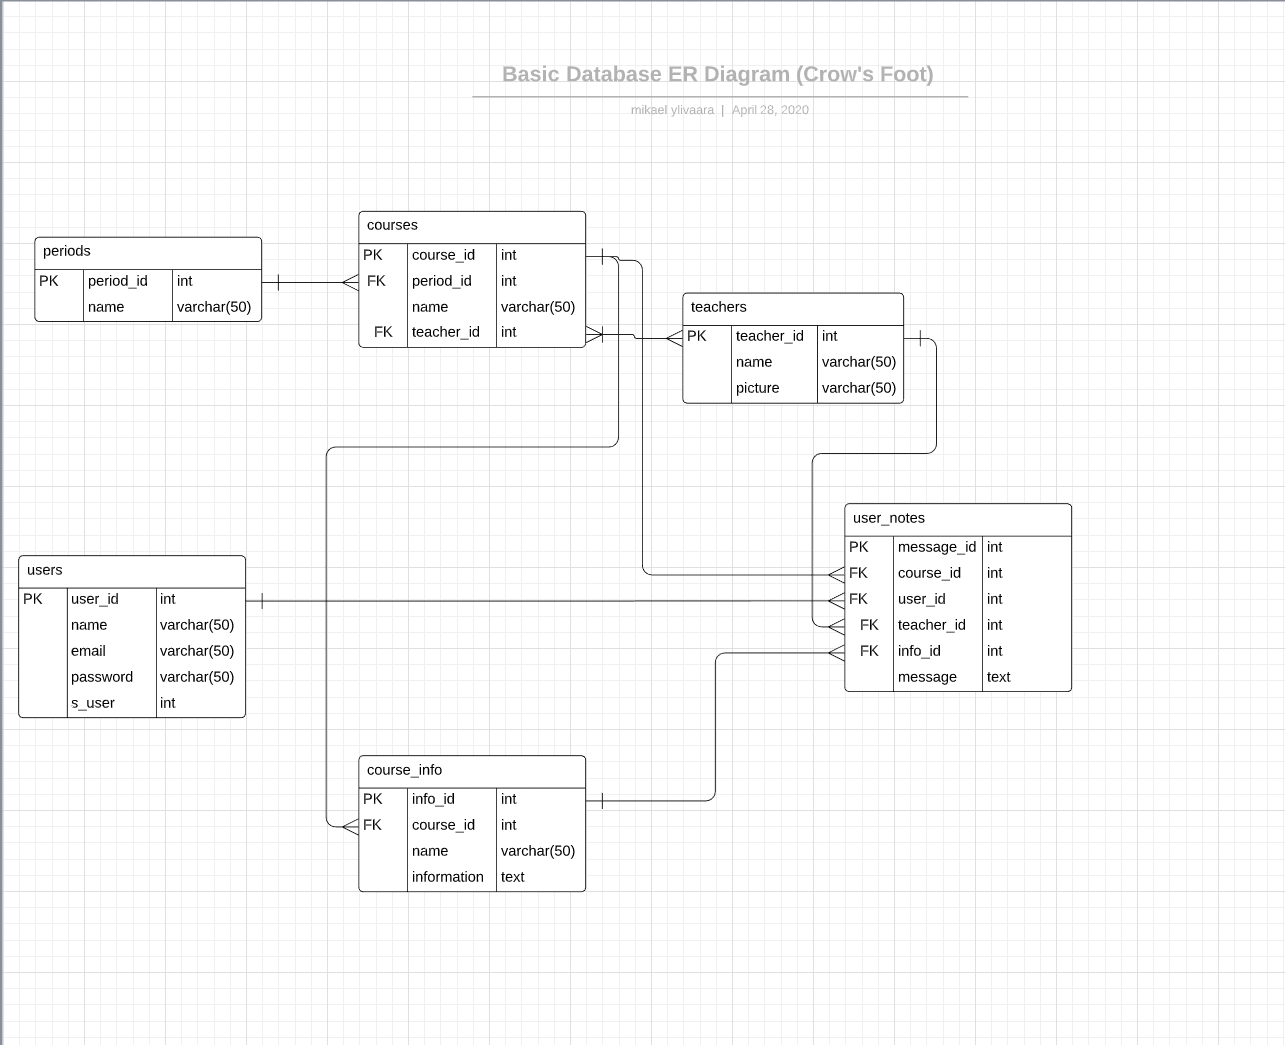 Basic Database ER Diagram (Crow's Foot)
mikael ylivaara | April 28, 2020
periods
PK period_id int
name varchar(50)
courses
PK course_id int
FK period_id int
name varchar(50)
FK teacher_id int
teachers
PK teacher_id int
name varchar(50)
picture varchar(50)
user_notes
PK message_id int
FK course_id int
FK user_id int
FK teacher_id int
FK info_id int
message text
users
PK user_id int
name varchar(50)
email varchar(50)
password varchar(50)
s_user int
course_info
PK info_id int
FK course_id int
name varchar(50)
information text